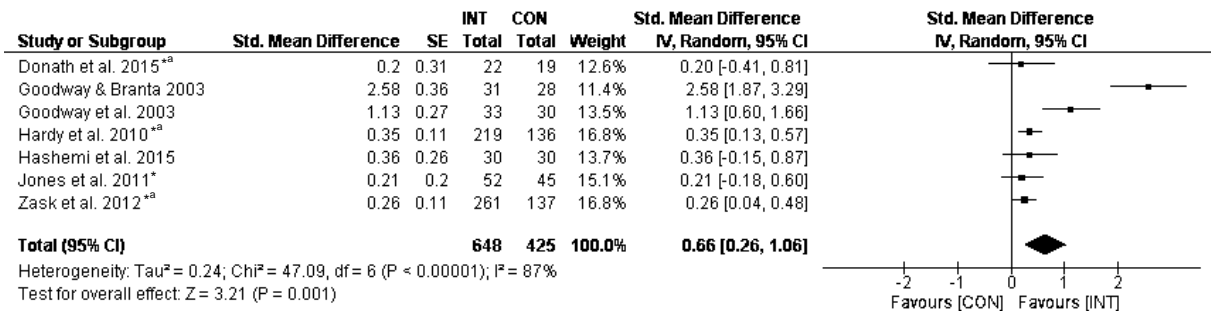 INT CON Std. Mean Difference Std. Mean Difference
Study or Subgroup Std. Mean Difference SE Total Total Weight IV, Random, 95% CI IV, Random, 95% CI
Donath et al. 2015*ª 0.2 0.31 22 19 12.6% 0.20 [-0.41, 0.81]
Goodway & Branta 2003 2.58 0.36 31 28 11.4% 2.58 [1.87, 3.29]
Goodway et al. 2003 1.13 0.27 33 30 13.5% 1.13 [0.60, 1.66]
Hardy et al. 2010*ª 0.35 0.11 219 136 16.8% 0.35 [0.13, 0.57]
Hashemi et al. 2015 0.36 0.26 30 30 13.7% 0.36 [-0.15, 0.87]
Jones et al. 2011* 0.21 0.2 52 45 15.1% 0.21 [-0.18, 0.60]
Zask et al. 2012*ª 0.26 0.11 261 137 16.8% 0.26 [0.04, 0.48]
Total (95% CI) 648 425 100.0% 0.66 [0.26, 1.06]
Heterogeneity: Tau² = 0.24; Chi² = 47.09, df = 6 (P < 0.00001); I² = 87%
Test for overall effect: Z = 3.21 (P = 0.001)
-2 -1 0 1 2
Favours [CON] Favours [INT]